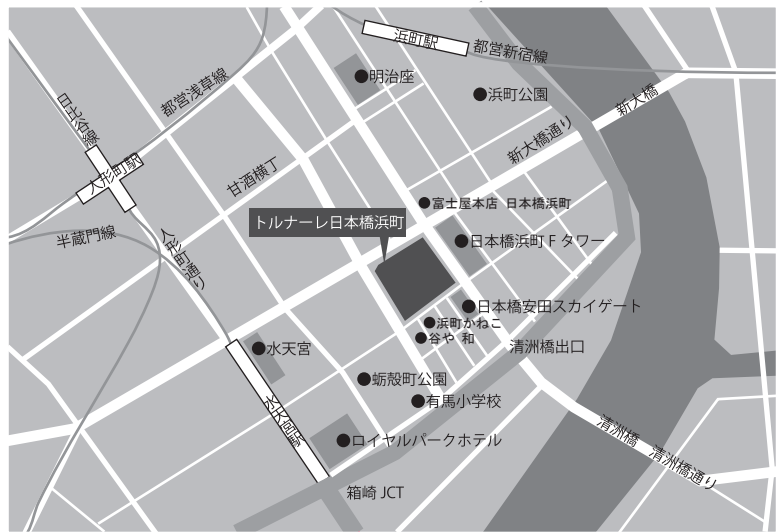 浜町駅
都営新宿線
明治座
浜町公園
新大橋
都営浅草線
日比谷線
新大橋通り
人形町駅
甘酒横丁
富士屋本店 日本橋浜町
トルナーレ日本橋浜町
半蔵門線
人形町通り
日本橋浜町Fタワー
日本橋安田スカイゲート
浜町かねこ
谷や 和
清洲橋出口
水天宮
蛎殻町公園
有馬小学校
水天宮駅
清洲橋
清洲橋通り
ロイヤルパークホテル
箱崎 JCT